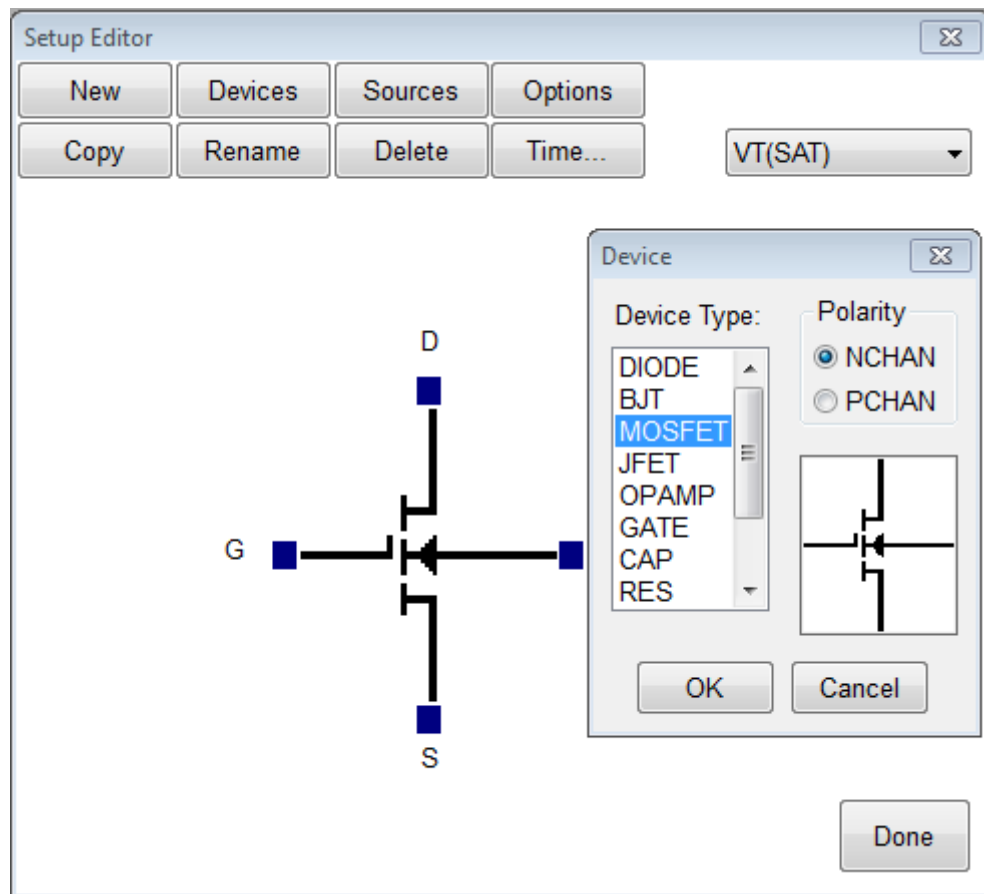 Setup Editor
New Devices Sources Options
Copy Rename Delete Time...
VT(SAT)
D
G
S
Device
Device Type:
DIODE
BJT
MOSFET
JFET
OPAMP
GATE
CAP
RES
Polarity
NCHAN
PCHAN
OK Cancel
Done